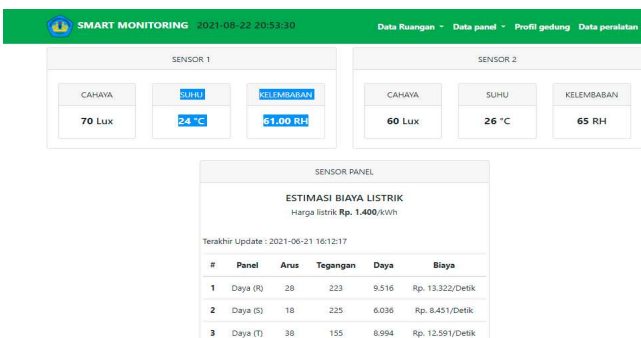 SMART MONITORING 2021-08-22 20:53:30 Data Ruangan Data panel Profil gedung Data peralatan
SENSOR 1 SENSOR 2
CAHAYA SUHU KELEMBABAN CAHAYA SUHU KELEMBABAN
70 Lux 24 °C 61.00 RH 60 Lux 26 °C 65 RH
SENSOR PANEL
ESTIMASI BIAYA LISTRIK
Harga listrik Rp. 1.400/kWh
Terakhir Update : 2021-06-21 16:12:17
# Panel Arus Tegangan Daya Biaya
1 Daya (R) 28 223 9.516 Rp. 13.322/Detik
2 Daya (S) 18 225 6.036 Rp. 8.451/Detik
3 Daya (T) 38 155 8.994 Rp. 12.591/Detik